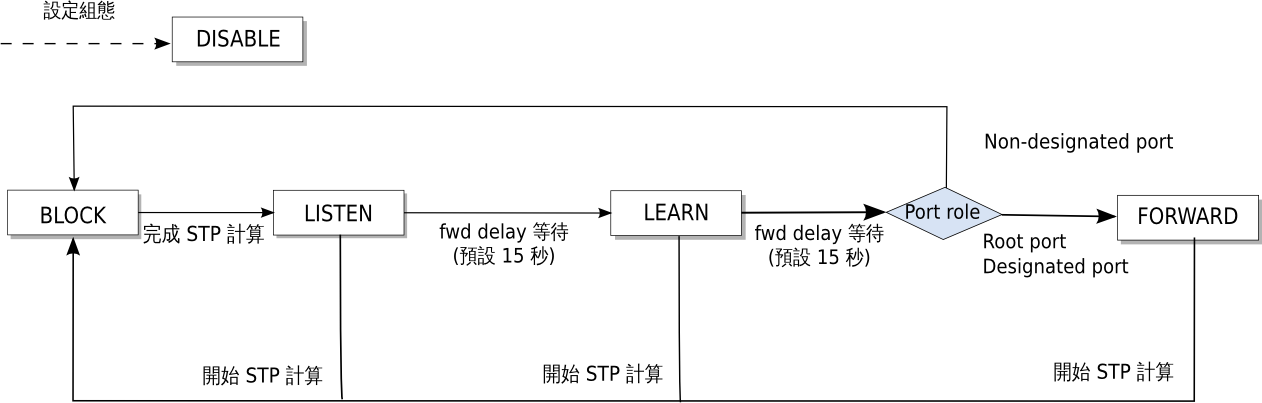 設定組態
DISABLE
Non-designated port
BLOCK
完成 STP 計算
LISTEN
fwd delay 等待
(預設 15 秒)
LEARN
fwd delay 等待
(預設 15 秒)
Port role
Root port
Designated port
FORWARD
開始 STP 計算
開始 STP 計算
開始 STP 計算